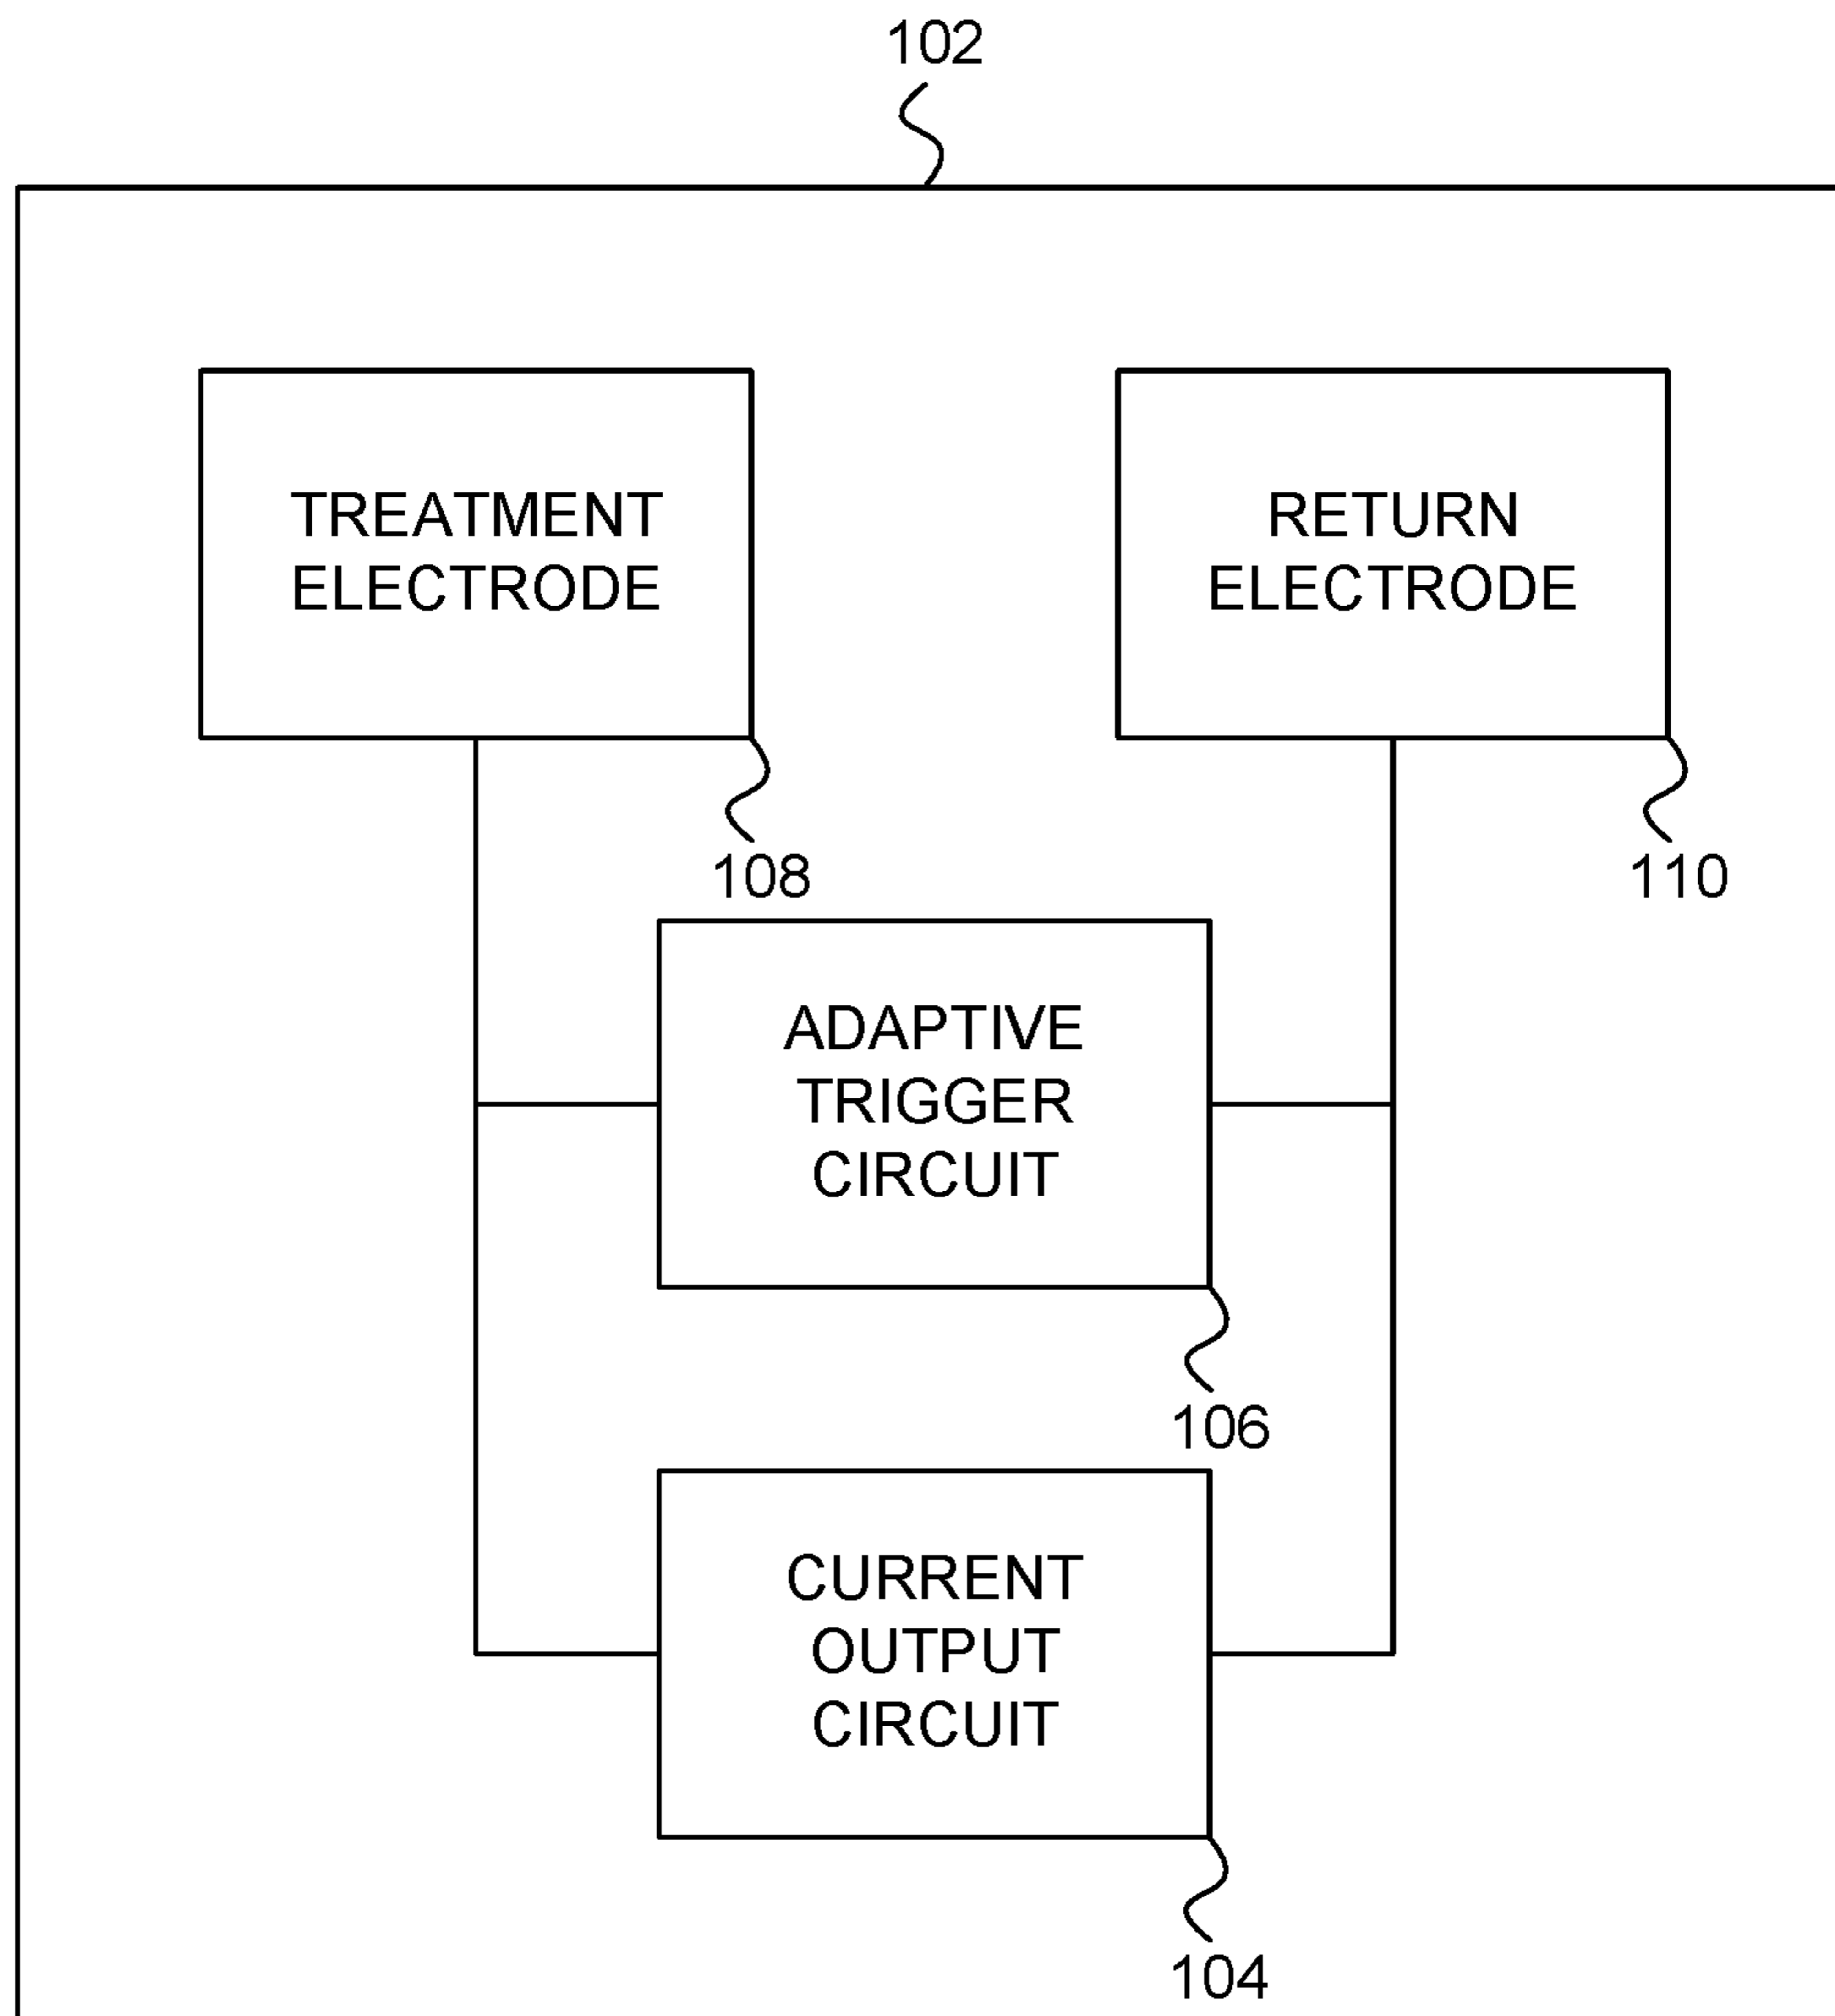 102
TREATMENT
ELECTRODE
RETURN
ELECTRODE
108
110
ADAPTIVE
TRIGGER
CIRCUIT
106
CURRENT
OUTPUT
CIRCUIT
104